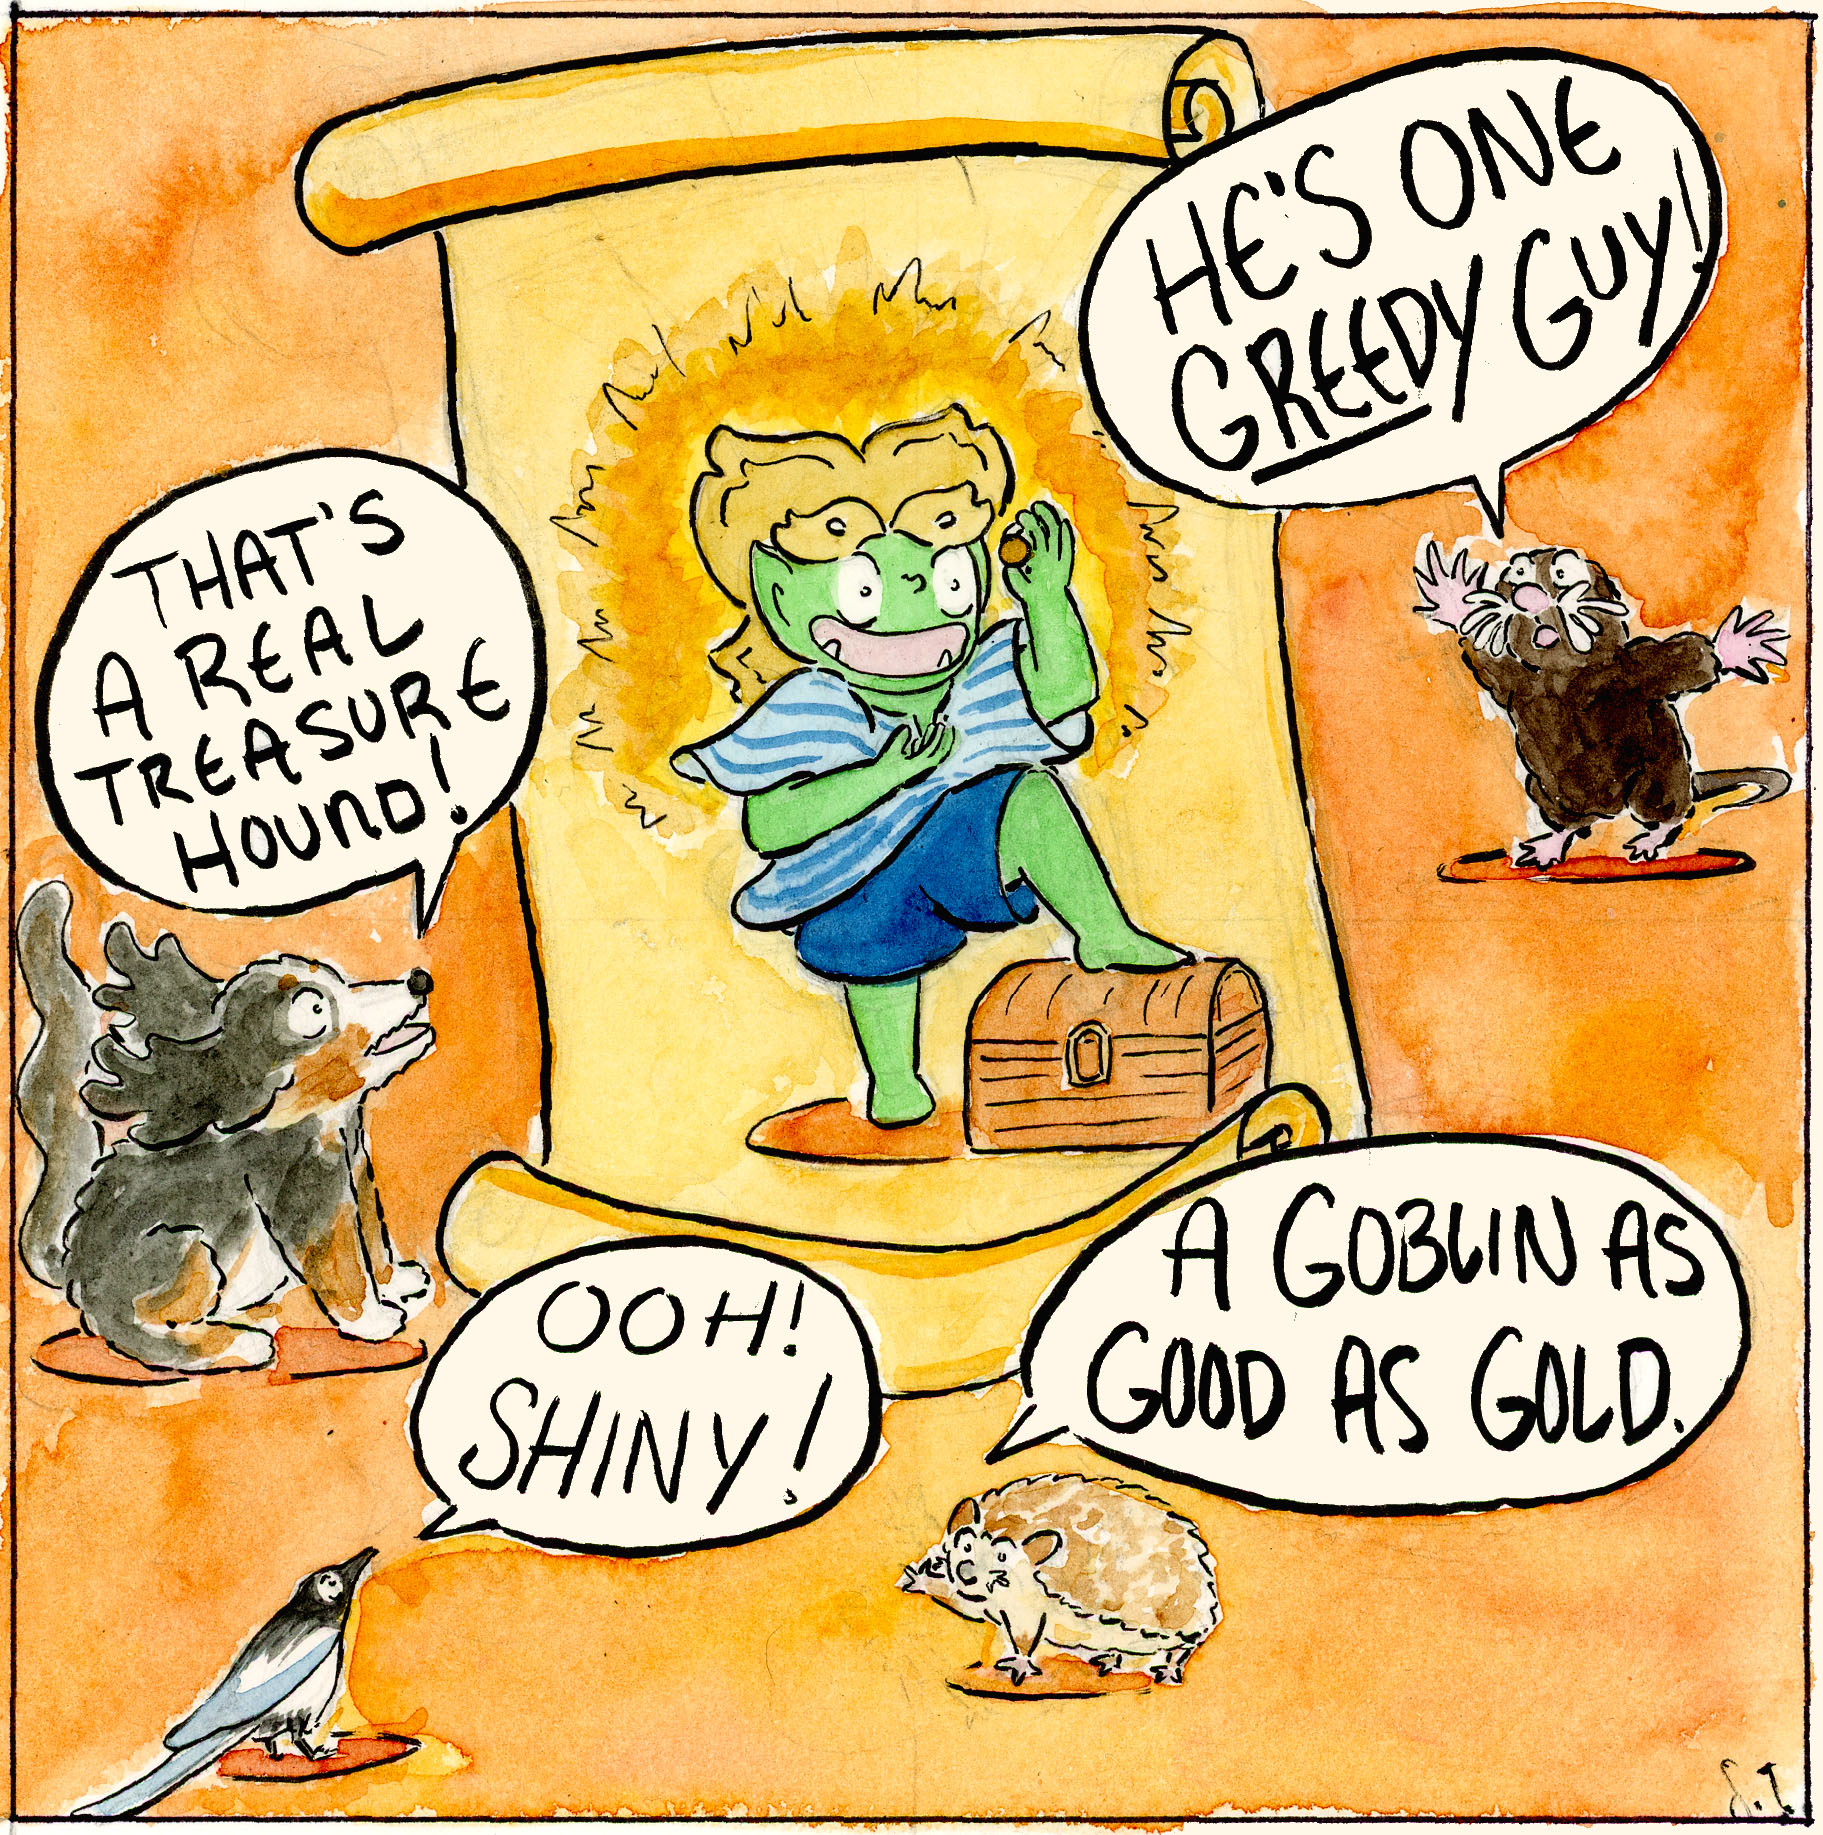 HE'S ONE
GREEDY GUY!
THAT'S
A REAL
TREASURE
HOUND!
OOH!
SHINY!
A GOBLIN AS
GOOD AS GOLD.